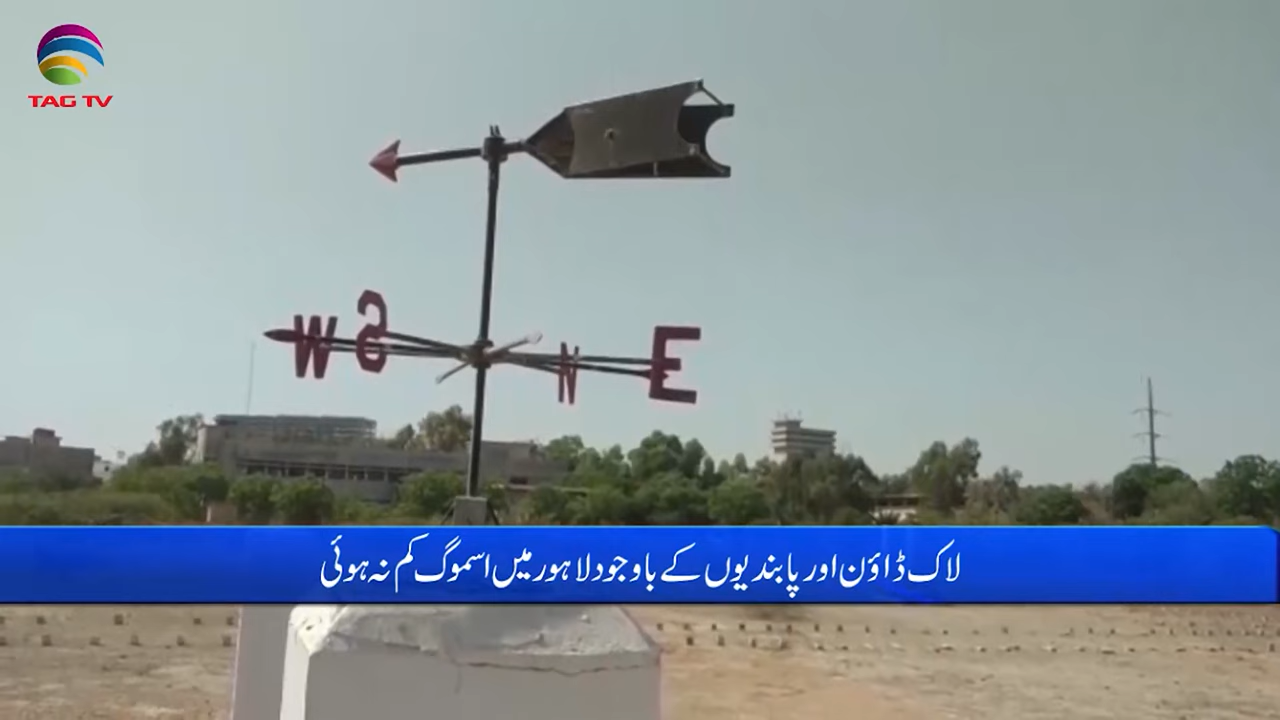 TAG TV
W S N E
لاک ڈاؤن اور پابندیوں کے باوجود لاہور میں اسموگ کم نہ ہوئی